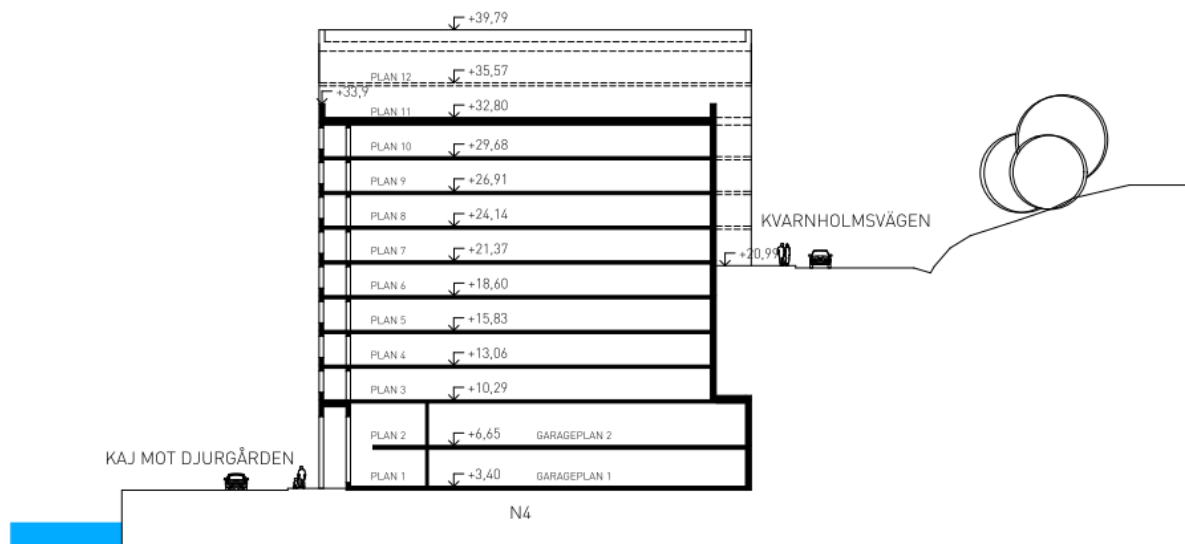 +39,79
PLAN 12 +35,57
+33,9
PLAN 11 +32,80
PLAN 10 +29,68
PLAN 9 +26,91
PLAN 8 +24,14
KVARNHOLMSVÄGEN
PLAN 7 +21,37
+20,99
PLAN 6 +18,60
PLAN 5 +15,83
PLAN 4 +13,06
PLAN 3 +10,29
PLAN 2 +6,65 GARAGEPLAN 2
KAJ MOT DJURGÅRDEN
PLAN 1 +3,40 GARAGEPLAN 1
N4